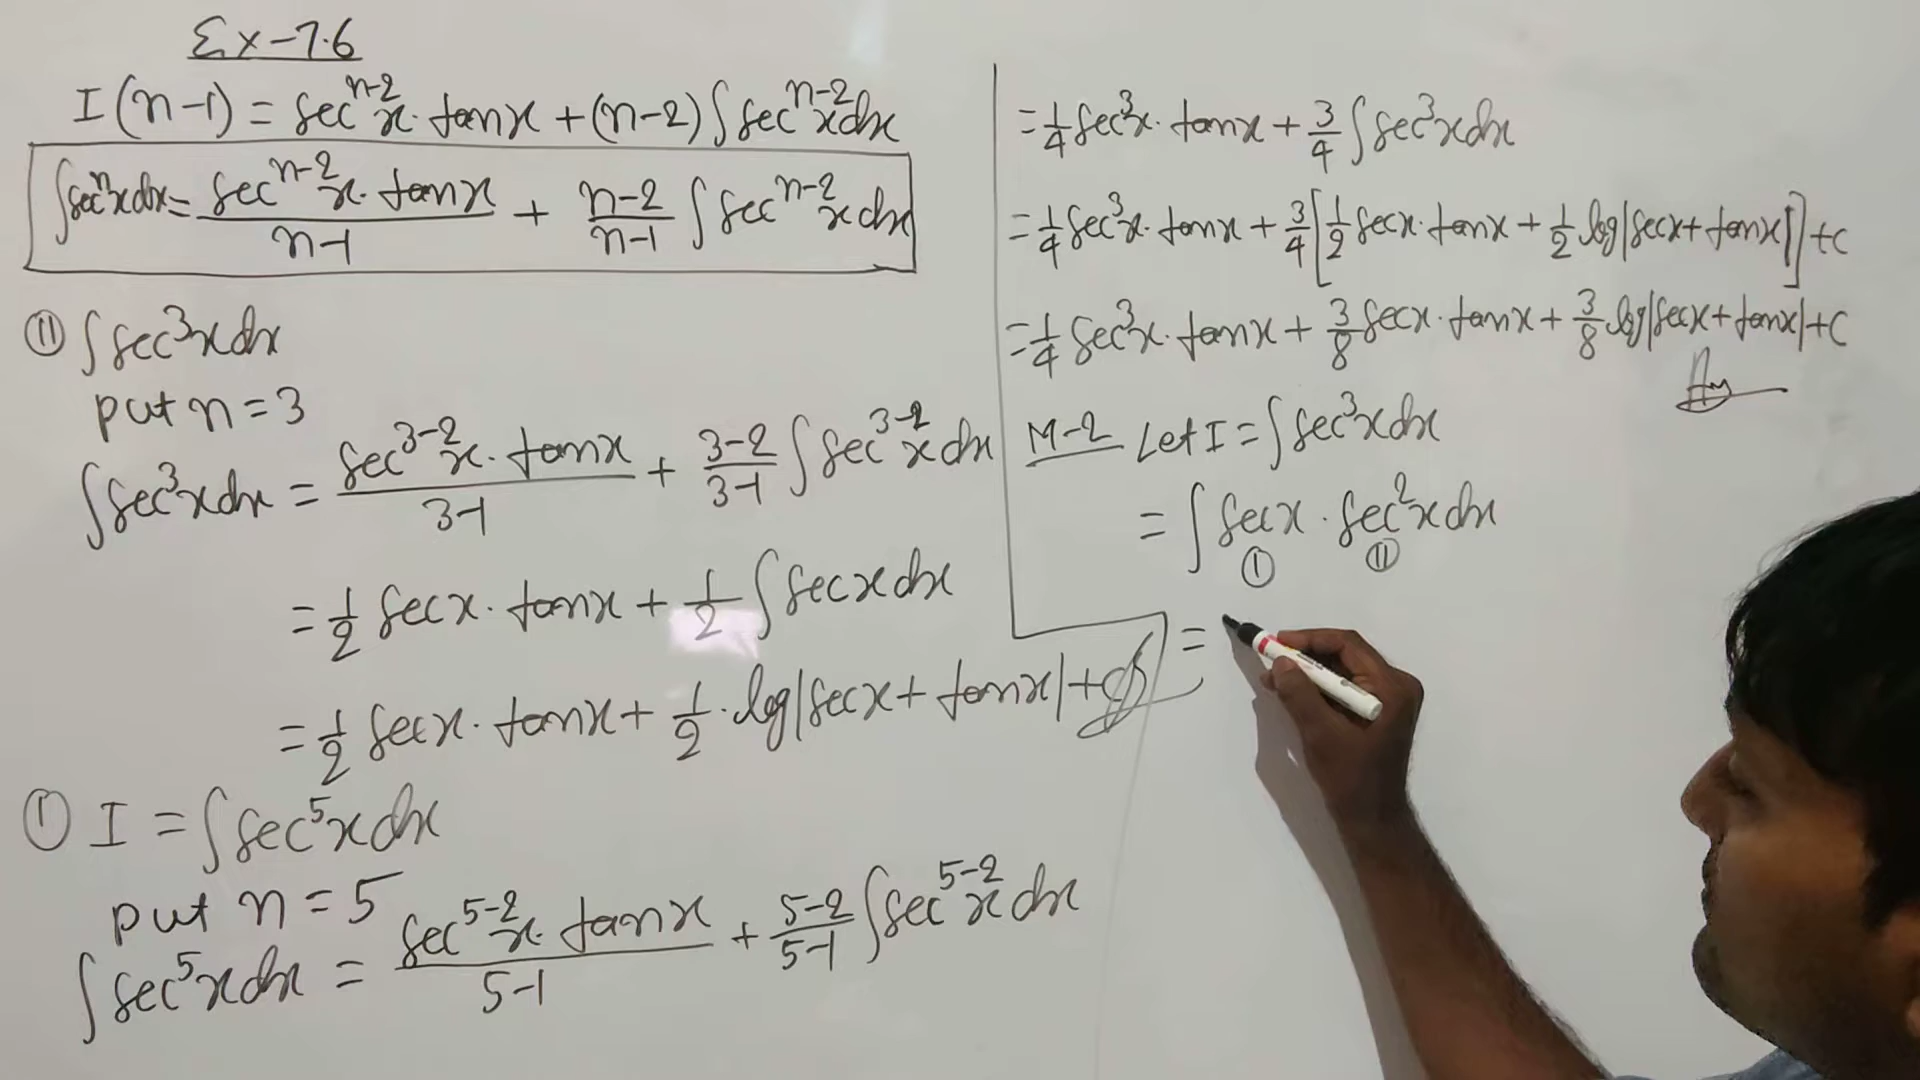 Ex-7.6
I(n-1) = sec^{n-2}x. tanx + (n-2)∫sec^{n-2}x dx
∫sec^n x dx = sec^{n-2}x. tanx / n-1 + n-2/n-1 ∫sec^{n-2}x dx
(II) ∫sec³x dx
put n = 3
∫sec³x dx = sec^{3-2}x. tanx / 3-1 + 3-2/3-1 ∫sec^{3-2}x dx
= 1/2 secx. tanx + 1/2 ∫secx dx
= 1/2 secx. tanx + 1/2 . log|secx + tanx| + c
(I) I = ∫sec⁵x dx
put n = 5
∫sec⁵x dx = sec^{5-2}x. tanx / 5-1 + 5-2/5-1 ∫sec^{5-2}x dx
= 1/4 sec³x. tanx + 3/4 ∫sec³x dx
= 1/4 sec³x. tanx + 3/4 [1/2 secx. tanx + 1/2 log|secx + tanx|] + c
= 1/4 sec³x. tanx + 3/8 secx. tanx + 3/8 log|secx + tanx| + c
M-2 Let I = ∫sec³x dx
= ∫secx . sec²x dx
(I) (II)
=